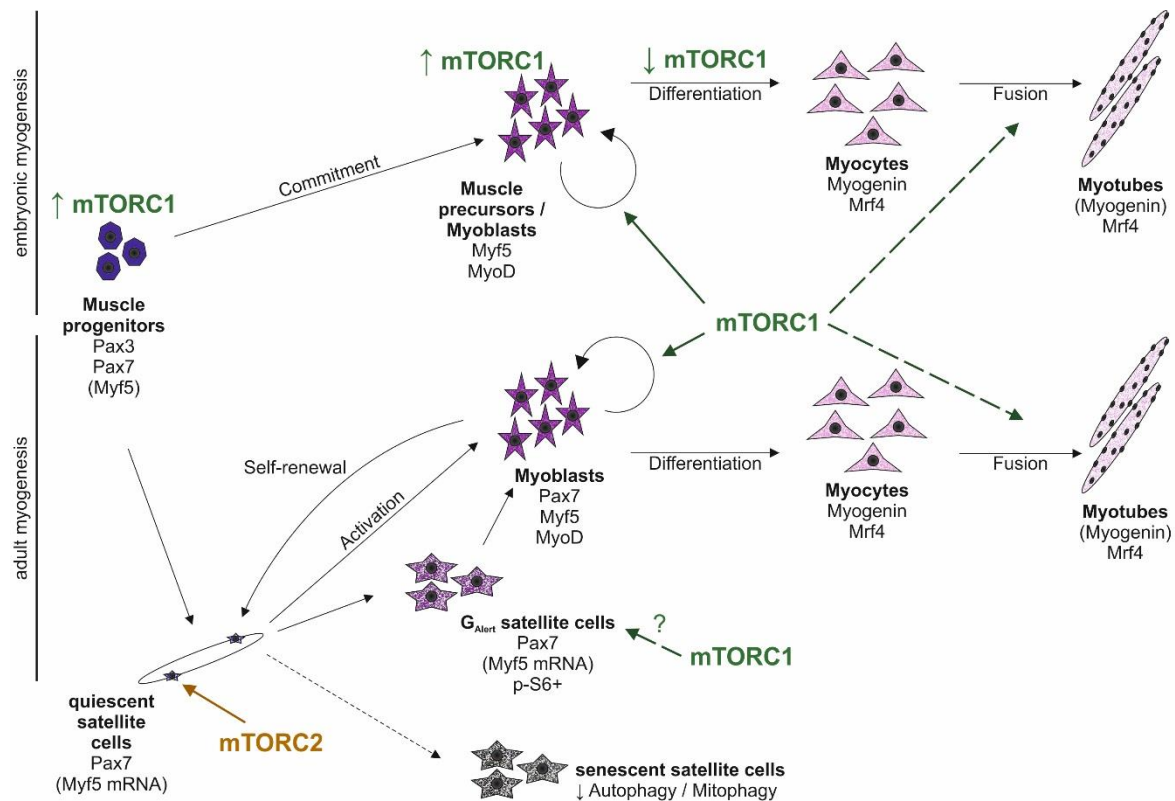 embryonic myogenesis
↑ mTORC1
Muscle
progenitors
Pax3
Pax7
(Myf5)
Commitment
↑ mTORC1
Muscle
precursors /
Myoblasts
Myf5
MyoD
↓ mTORC1
Differentiation
Myocytes
Myogenin
Mrf4
Fusion
Myotubes
(Myogenin)
Mrf4
mTORC1
adult myogenesis
Self-renewal
Activation
Myoblasts
Pax7
Myf5
MyoD
Differentiation
Myocytes
Myogenin
Mrf4
Fusion
Myotubes
(Myogenin)
Mrf4
GAlert satellite cells
Pax7
(Myf5 mRNA)
p-S6+
?
mTORC1
quiescent
satellite
cells
Pax7
(Myf5 mRNA)
mTORC2
senescent satellite cells
↓ Autophagy / Mitophagy